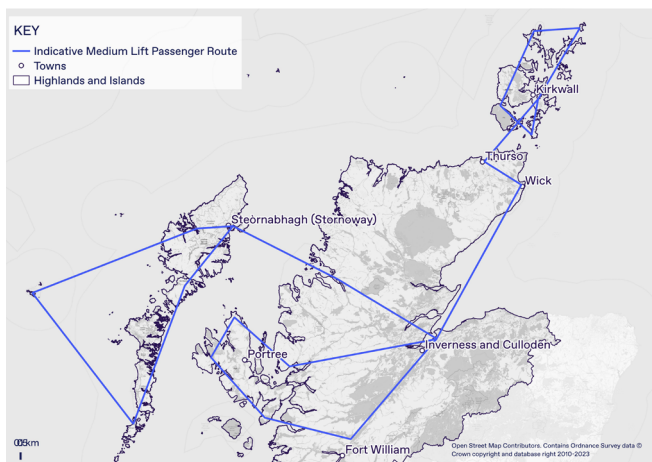 KEY
Indicative Medium Lift Passenger Route
Towns
Highlands and Islands
Kirkwall
Thurso
Wick
Steòrnabhagh (Stornoway)
Inverness and Culloden
Portree
Fort William
Open Street Map Contributors. Contains Ordnance Survey data ©
Crown copyright and database right 2010-2023